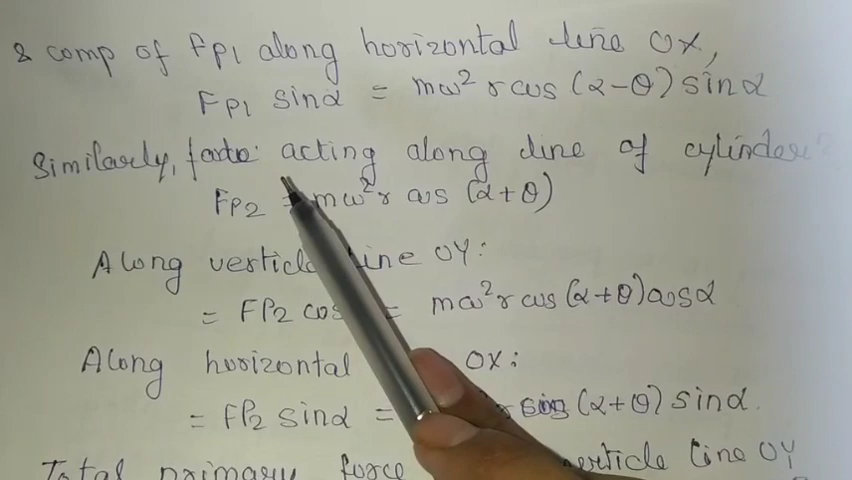 & comp of Fp1 along horizontal line OX,
Fp1 sinα = mω² r cos (α-θ) sinα
Similarly, acting along line of cylinder 2
Fp2 = mω² r cos (α+θ)
Along verticle line OY:
= FP2 cos = mω² r cos (α+θ) cosα
Along horizontal OX:
= FP2 sinα = r (α+θ) sinα.
Total primary force verticle line OY